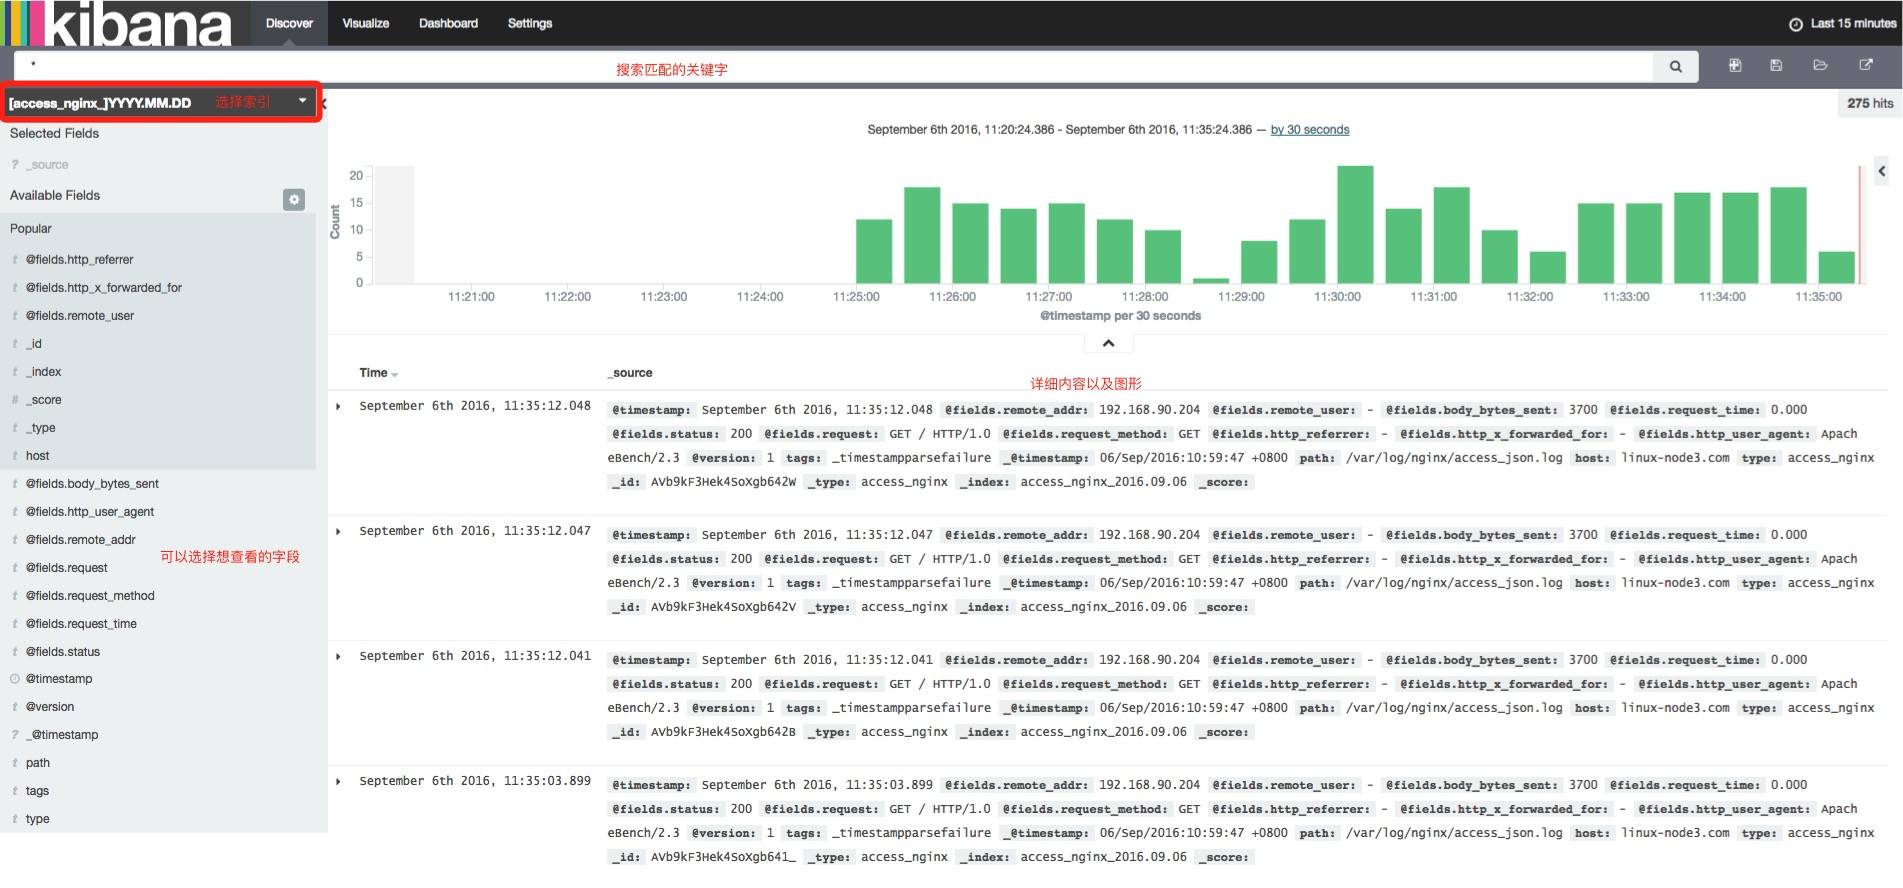 kibana Discover Visualize Dashboard Settings Last 15 minutes
* 搜索匹配的关键字
[access_nginx_]YYYY.MM.DD 选择索引
275 hits
Selected Fields
? _source
Available Fields
Popular
t @fields.http_referrer
t @fields.http_x_forwarded_for
t @fields.remote_user
t _id
t _index
# _score
t _type
t host
t @fields.body_bytes_sent
t @fields.http_user_agent
t @fields.remote_addr
可以选择想查看的字段
t @fields.request
t @fields.request_method
t @fields.request_time
t @fields.status
@timestamp
t @version
? _@timestamp
t path
t tags
t type
September 6th 2016, 11:20:24.386 - September 6th 2016, 11:35:24.386 — by 30 seconds
Count
20
15
10
5
0
11:21:00 11:22:00 11:23:00 11:24:00 11:25:00 11:26:00 11:27:00 11:28:00 11:29:00 11:30:00 11:31:00 11:32:00 11:33:00 11:34:00 11:35:00
@timestamp per 30 seconds
Time _source
详细内容以及图形
September 6th 2016, 11:35:12.048 @timestamp: September 6th 2016, 11:35:12.048 @fields.remote_addr: 192.168.90.204 @fields.remote_user: - @fields.body_bytes_sent: 3700 @fields.request_time: 0.000
@fields.status: 200 @fields.request: GET / HTTP/1.0 @fields.request_method: GET @fields.http_referrer: - @fields.http_x_forwarded_for: - @fields.http_user_agent: Apach
eBench/2.3 @version: 1 tags: _timestampparsefailure _@timestamp: 06/Sep/2016:10:59:47 +0800 path: /var/log/nginx/access_json.log host: linux-node3.com type: access_nginx
_id: AVb9kF3Hek4SoXgb642W _type: access_nginx _index: access_nginx_2016.09.06 _score:
September 6th 2016, 11:35:12.047 @timestamp: September 6th 2016, 11:35:12.047 @fields.remote_addr: 192.168.90.204 @fields.remote_user: - @fields.body_bytes_sent: 3700 @fields.request_time: 0.000
@fields.status: 200 @fields.request: GET / HTTP/1.0 @fields.request_method: GET @fields.http_referrer: - @fields.http_x_forwarded_for: - @fields.http_user_agent: Apach
eBench/2.3 @version: 1 tags: _timestampparsefailure _@timestamp: 06/Sep/2016:10:59:47 +0800 path: /var/log/nginx/access_json.log host: linux-node3.com type: access_nginx
_id: AVb9kF3Hek4SoXgb642V _type: access_nginx _index: access_nginx_2016.09.06 _score:
September 6th 2016, 11:35:12.041 @timestamp: September 6th 2016, 11:35:12.041 @fields.remote_addr: 192.168.90.204 @fields.remote_user: - @fields.body_bytes_sent: 3700 @fields.request_time: 0.000
@fields.status: 200 @fields.request: GET / HTTP/1.0 @fields.request_method: GET @fields.http_referrer: - @fields.http_x_forwarded_for: - @fields.http_user_agent: Apach
eBench/2.3 @version: 1 tags: _timestampparsefailure _@timestamp: 06/Sep/2016:10:59:47 +0800 path: /var/log/nginx/access_json.log host: linux-node3.com type: access_nginx
_id: AVb9kF3Hek4SoXgb642B _type: access_nginx _index: access_nginx_2016.09.06 _score:
September 6th 2016, 11:35:03.899 @timestamp: September 6th 2016, 11:35:03.899 @fields.remote_addr: 192.168.90.204 @fields.remote_user: - @fields.body_bytes_sent: 3700 @fields.request_time: 0.000
@fields.status: 200 @fields.request: GET / HTTP/1.0 @fields.request_method: GET @fields.http_referrer: - @fields.http_x_forwarded_for: - @fields.http_user_agent: Apach
eBench/2.3 @version: 1 tags: _timestampparsefailure _@timestamp: 06/Sep/2016:10:59:47 +0800 path: /var/log/nginx/access_json.log host: linux-node3.com type: access_nginx
_id: AVb9kF3Hek4SoXgb641_ _type: access_nginx _index: access_nginx_2016.09.06 _score: